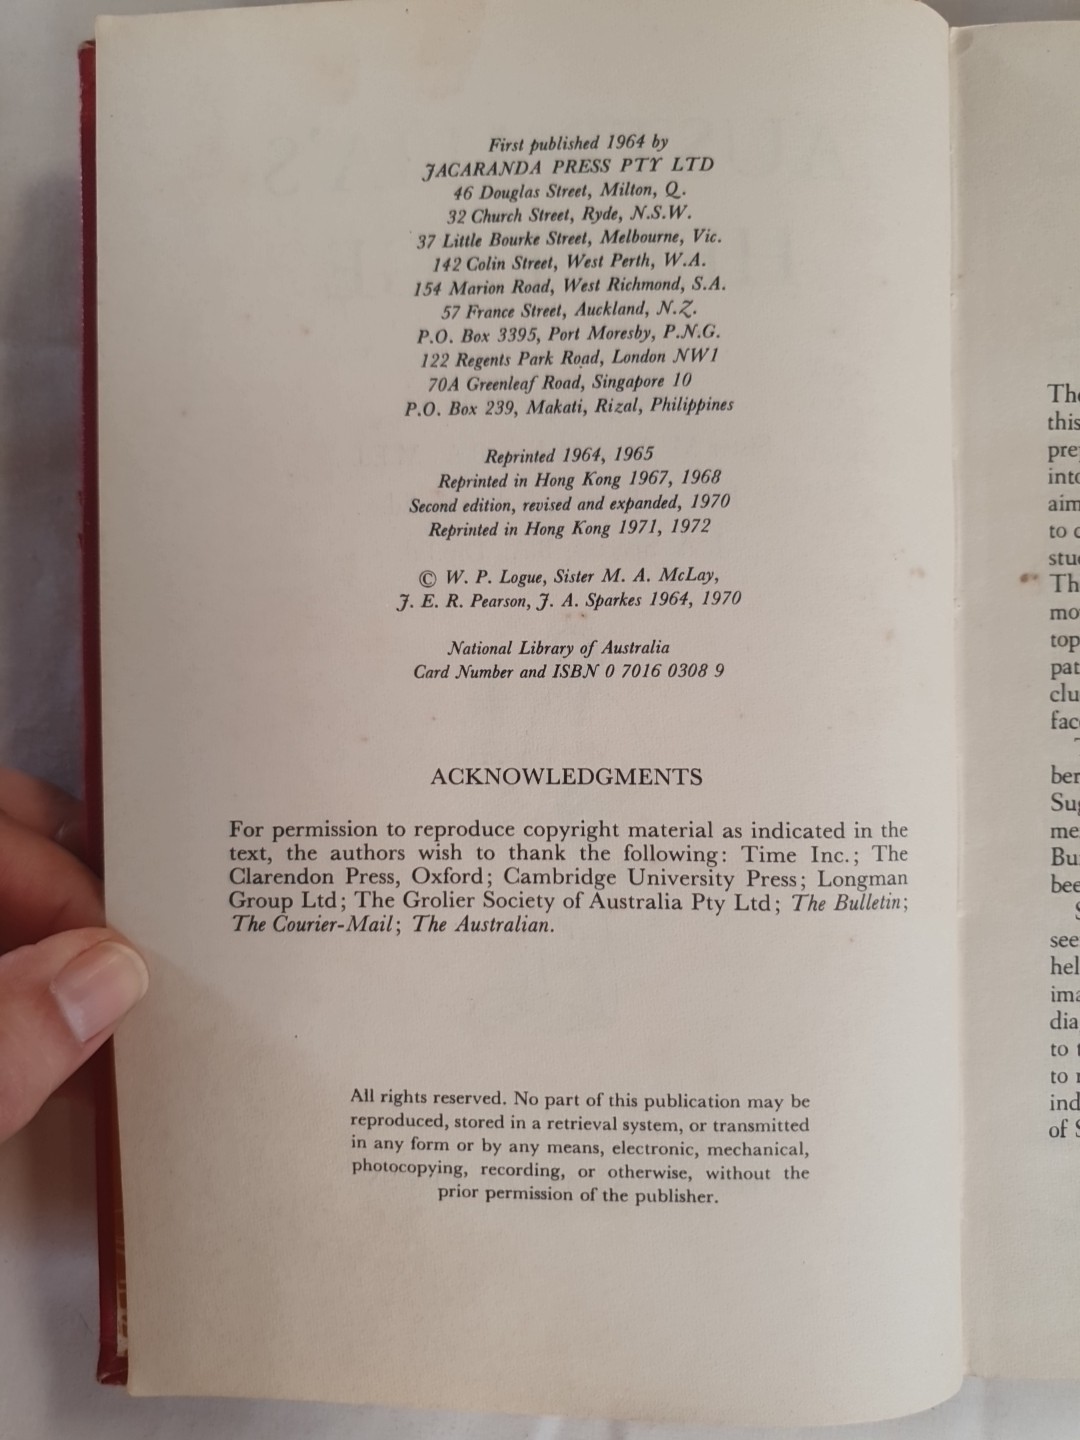 First published 1964 by
JACARANDA PRESS PTY LTD
46 Douglas Street, Milton, Q.
32 Church Street, Ryde, N.S.W.
37 Little Bourke Street, Melbourne, Vic.
142 Colin Street, West Perth, W.A.
154 Marion Road, West Richmond, S.A.
57 France Street, Auckland, N.Z.
P.O. Box 3395, Port Moresby, P.N.G.
122 Regents Park Road, London NW1
70A Greenleaf Road, Singapore 10
P.O. Box 239, Makati, Rizal, Philippines
Reprinted 1964, 1965
Reprinted in Hong Kong 1967, 1968
Second edition, revised and expanded, 1970
Reprinted in Hong Kong 1971, 1972
© W. P. Logue, Sister M. A. McLay,
J. E. R. Pearson, J. A. Sparkes 1964, 1970
National Library of Australia
Card Number and ISBN 0 7016 0308 9
ACKNOWLEDGMENTS
For permission to reproduce copyright material as indicated in the
text, the authors wish to thank the following: Time Inc.; The
Clarendon Press, Oxford; Cambridge University Press; Longman
Group Ltd; The Grolier Society of Australia Pty Ltd; The Bulletin;
The Courier-Mail; The Australian.
All rights reserved. No part of this publication may be
reproduced, stored in a retrieval system, or transmitted
in any form or by any means, electronic, mechanical,
photocopying, recording, or otherwise, without the
prior permission of the publisher.
this
to
to
to
of